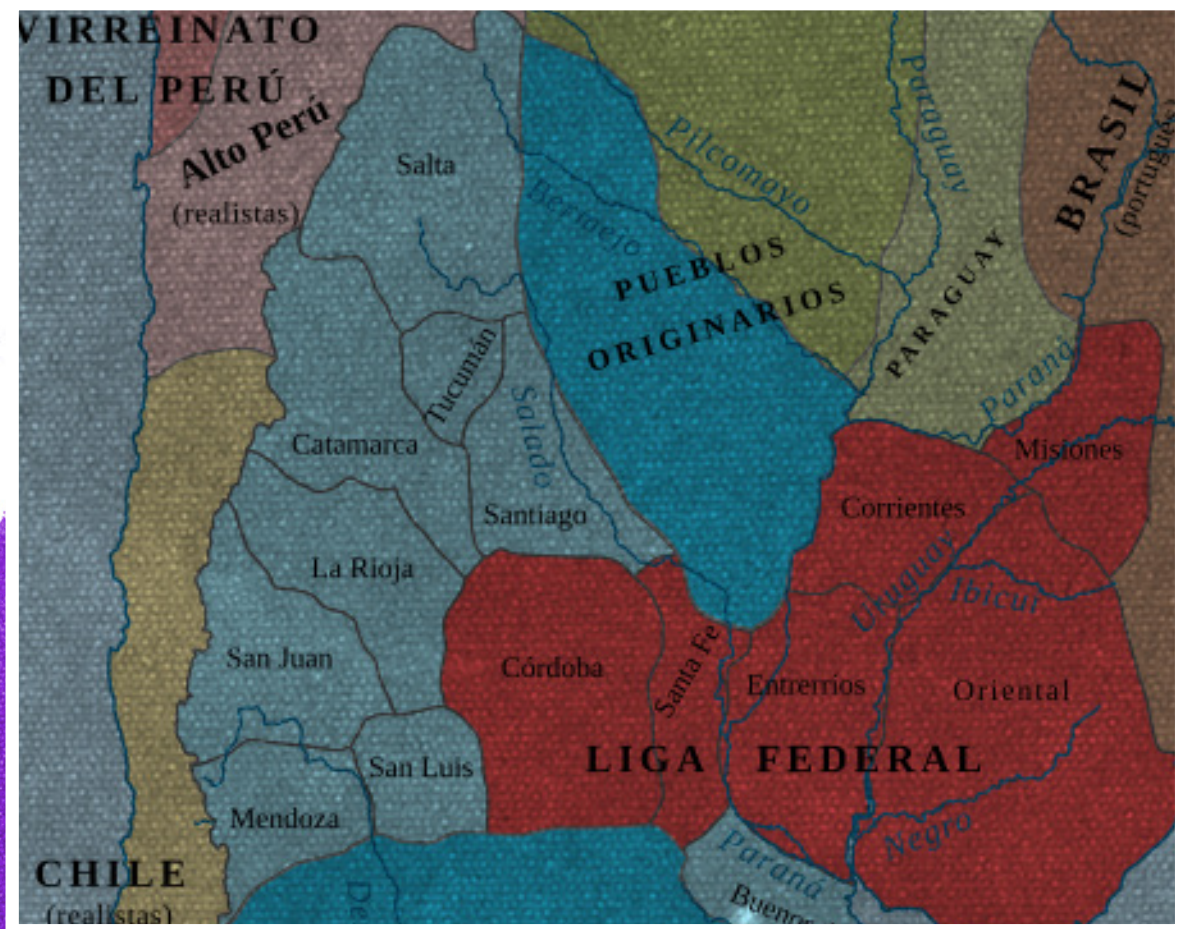 VIRREINATO
DEL PERÚ
Alto Perú
(realistas)
Salta
Pilcomayo
Paraguay
BRASIL
(portugués)
Bermejo
PUEBLOS
ORIGINARIOS
PARAGUAY
Paraná
Tucumán
Salado
Catamarca
Misiones
Santiago
Corrientes
La Rioja
Uruguay
Ibicuí
San Juan
Córdoba
Santa Fe
Entrerríos
Oriental
LIGA FEDERAL
San Luis
Mendoza
Negro
Paraná
CHILE
(realistas)
De
Buenos